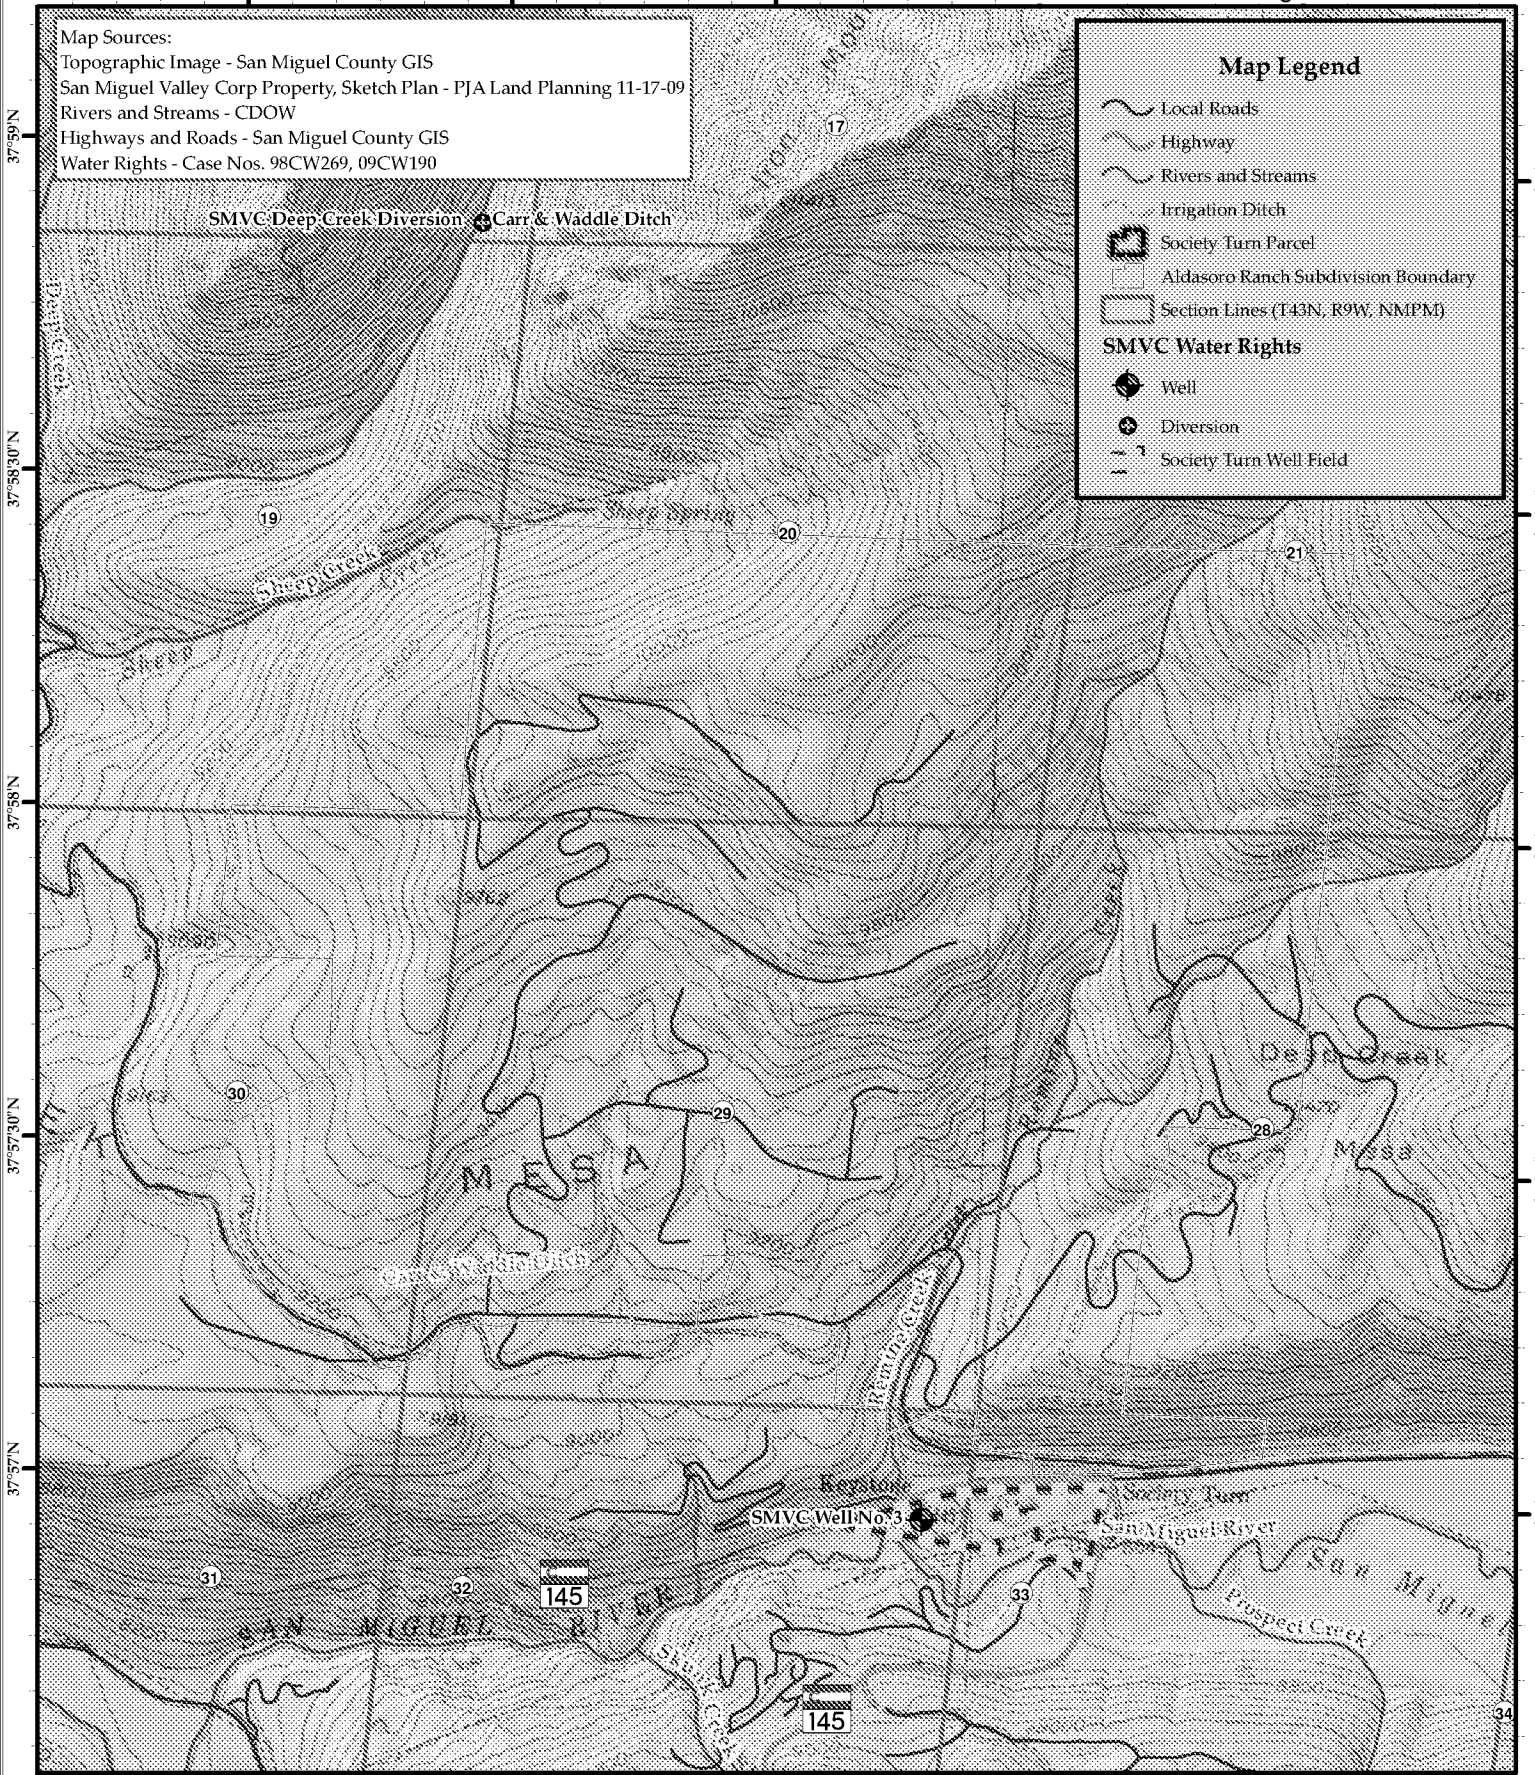 Map Sources:
Topographic Image - San Miguel County GIS
San Miguel Valley Corp Property, Sketch Plan - PJA Land Planning 11-17-09
Rivers and Streams - CDOW
Highways and Roads - San Miguel County GIS
Water Rights - Case Nos. 98CW269, 09CW190
Map Legend
Local Roads
Highway
Rivers and Streams
Irrigation Ditch
Society Turn Parcel
Aldasoro Ranch Subdivision Boundary
Section Lines (T43N, R9W, NMPM)
SMVC Water Rights
Well
Diversion
Society Turn Well Field
37°59'N
17
SMVC Deep Creek Diversion
Carr & Waddle Ditch
37°58'30"N
19
Sheep Spring
20
21
Sheep Creek
Creek
Sheep
37°58'N
30
37°57'30"N
29
28
Deep Creek
Mesa
MESA
Remine Creek
37°57'N
Keystone
Society Turn
SMVC Well No. 3
San Miguel River
San Miguel
31
32
145
33
SAN MIGUEL RIVER
Prospect Creek
Skunk Creek
145
34